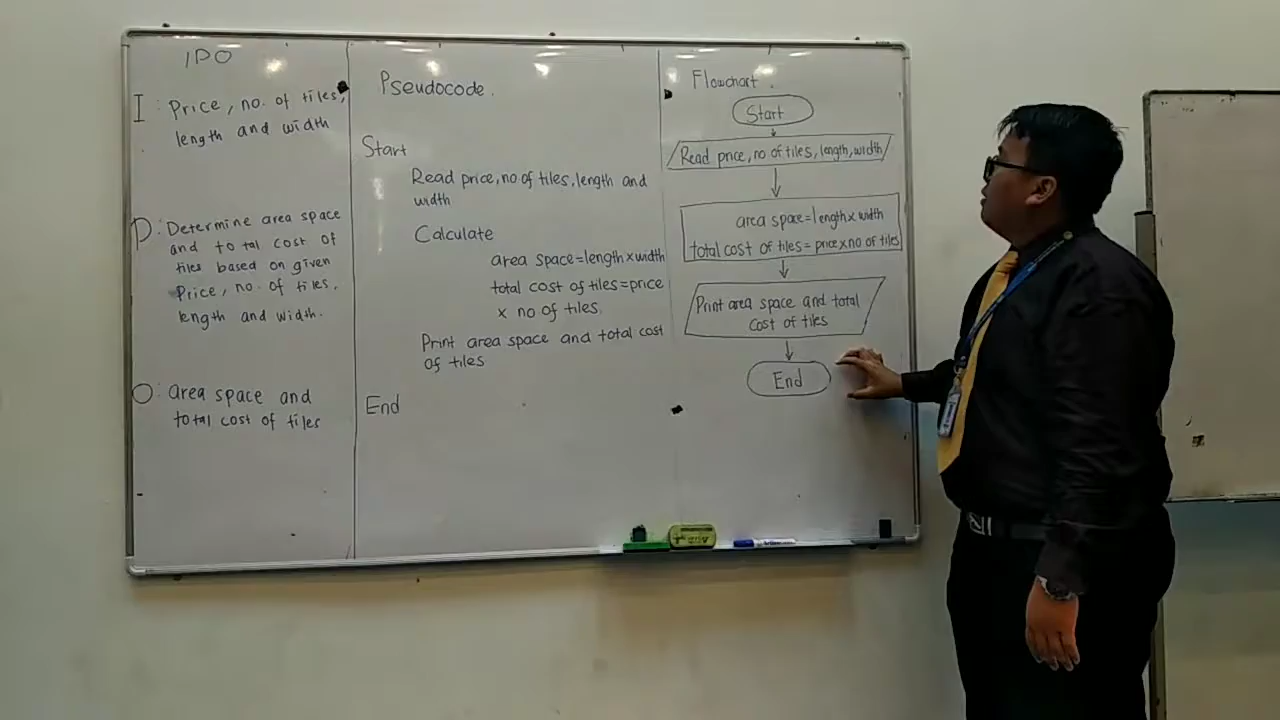 IPO
I: Price, no. of tiles,
length and width
P: Determine area space
and total cost of
tiles based on given
Price, no. of tiles,
length and width.
O: area space and
total cost of tiles
Pseudocode.
Start
Read price, no of tiles, length and
width
Calculate
area space=length x width
total cost of tiles=price
x no of tiles
Print area space and total cost
of tiles
End
Flowchart.
Start
Read price, no of tiles, length, width
area space=length x width
total cost of tiles= price x no of tiles
Print area space and total
cost of tiles
End